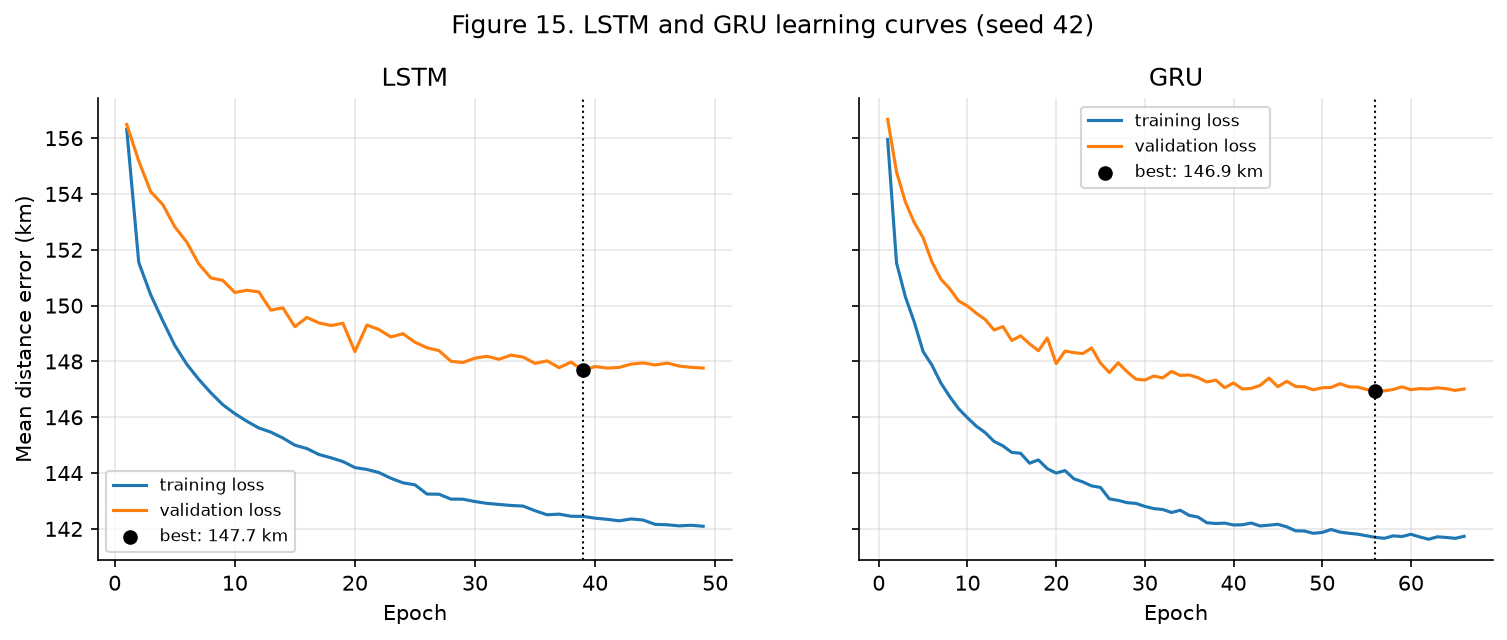 Figure 15. LSTM and GRU learning curves (seed 42)
LSTM
Mean distance error (km)
156
154
152
150
148
146
144
142
training loss
validation loss
best: 147.7 km
0 10 20 30 40 50
Epoch
GRU
training loss
validation loss
best: 146.9 km
0 10 20 30 40 50 60
Epoch